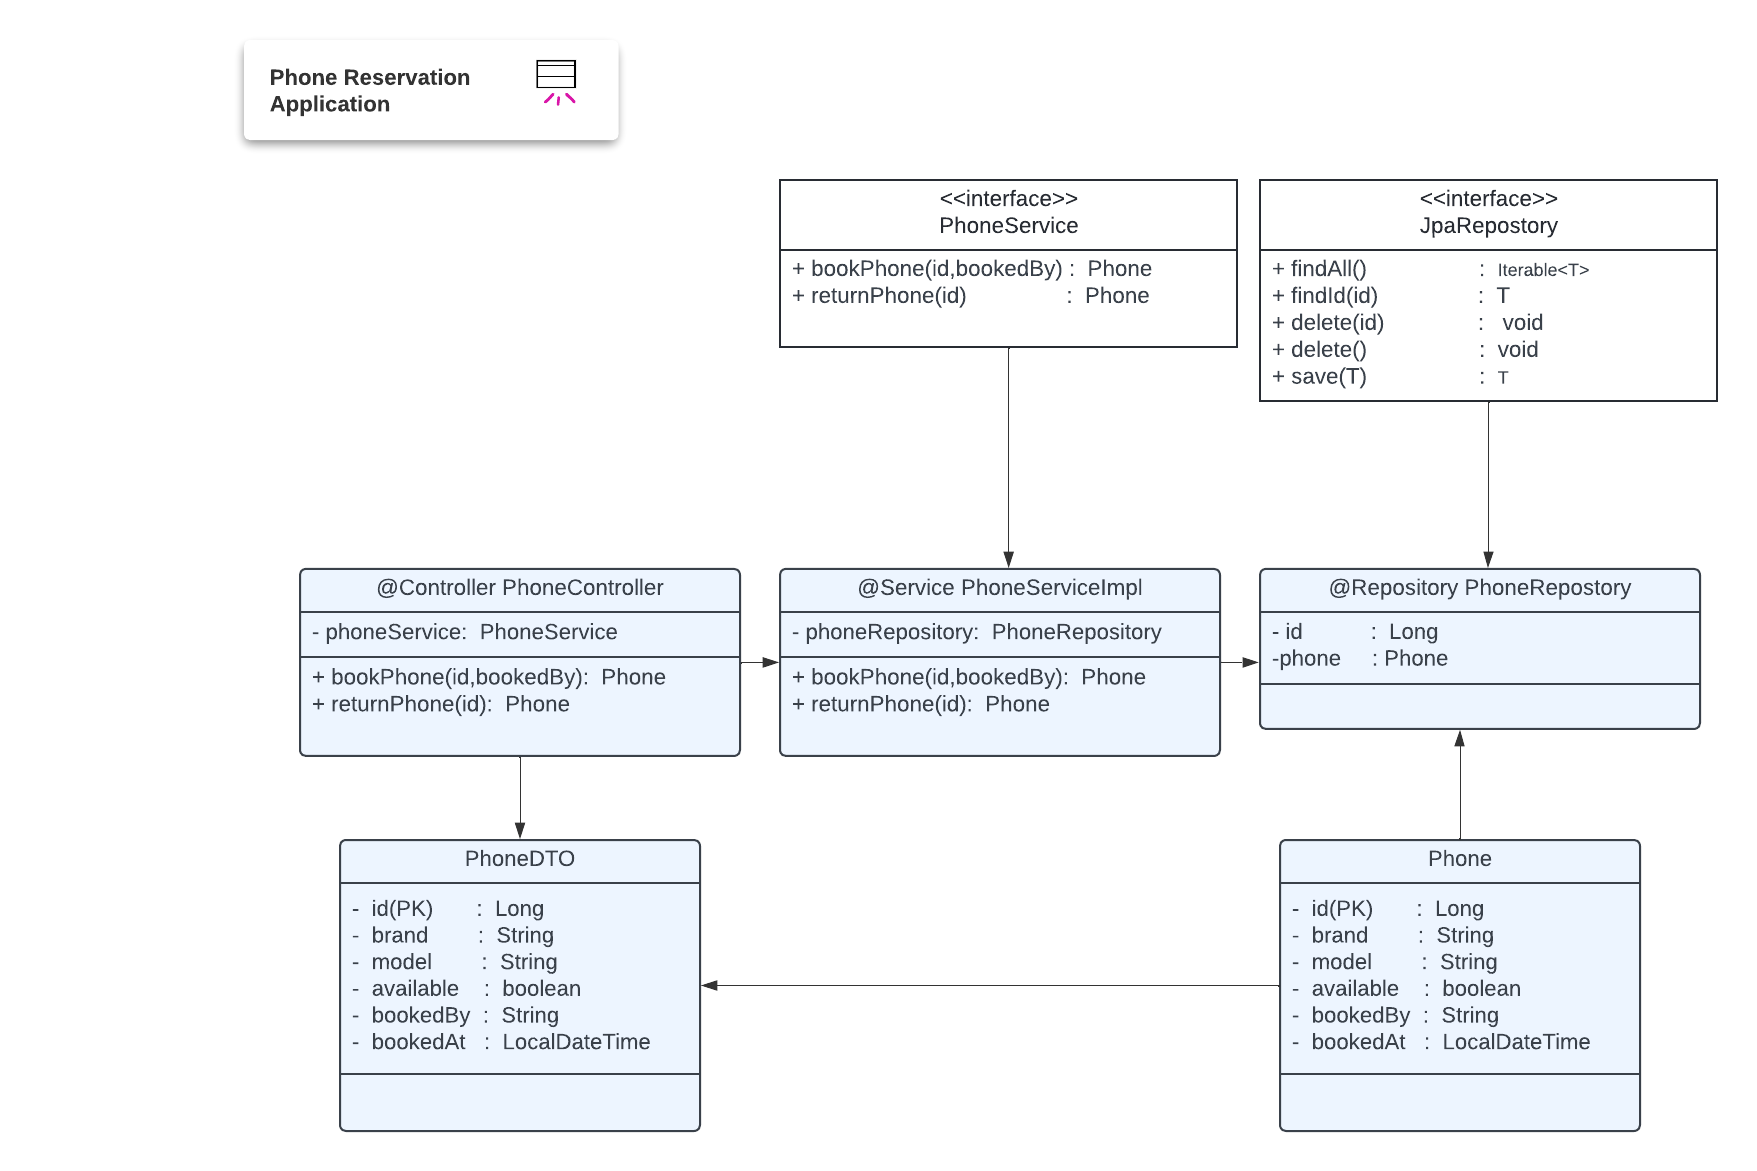 Phone Reservation
Application
<<interface>>
PhoneService
+ bookPhone(id,bookedBy) : Phone
+ returnPhone(id) : Phone
<<interface>>
JpaRepostory
+ findAll() : Iterable<T>
+ findId(id) : T
+ delete(id) : void
+ delete() : void
+ save(T) : T
@Controller PhoneController
- phoneService: PhoneService
+ bookPhone(id,bookedBy): Phone
+ returnPhone(id): Phone
@Service PhoneServiceImpl
- phoneRepository: PhoneRepository
+ bookPhone(id,bookedBy): Phone
+ returnPhone(id): Phone
@Repository PhoneRepostory
- id : Long
-phone : Phone
PhoneDTO
- id(PK) : Long
- brand : String
- model : String
- available : boolean
- bookedBy : String
- bookedAt : LocalDateTime
Phone
- id(PK) : Long
- brand : String
- model : String
- available : boolean
- bookedBy : String
- bookedAt : LocalDateTime